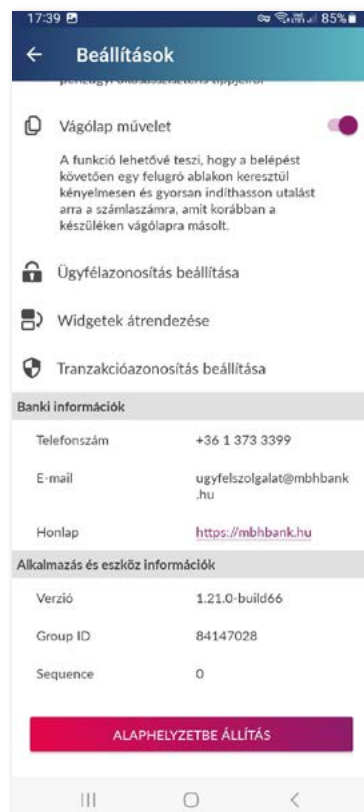 17:39 85%
Beállítások
pénzügyi okosasszisztens tippjeiről
Vágólap művelet
A funkció lehetővé teszi, hogy a belépést
követően egy felugró ablakon keresztül
kényelmesen és gyorsan indíthasson utalást
arra a számlaszámra, amit korábban a
készüléken vágólapra másolt.
Ügyfélazonosítás beállítása
Widgetek átrendezése
Tranzakcióazonosítás beállítása
Banki információk
Telefonszám +36 1 373 3399
E-mail ugyfelszolgalat@mbhbank
.hu
Honlap https://mbhbank.hu
Alkalmazás és eszköz információk
Verzió 1.21.0-build66
Group ID 84147028
Sequence 0
ALAPHELYZETBE ÁLLÍTÁS